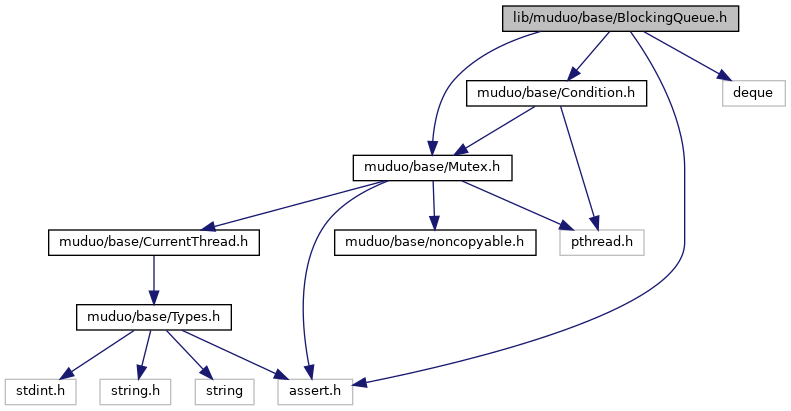 lib/muduo/base/BlockingQueue.h
muduo/base/Condition.h
deque
muduo/base/Mutex.h
muduo/base/CurrentThread.h
muduo/base/noncopyable.h
pthread.h
muduo/base/Types.h
stdint.h
string.h
string
assert.h